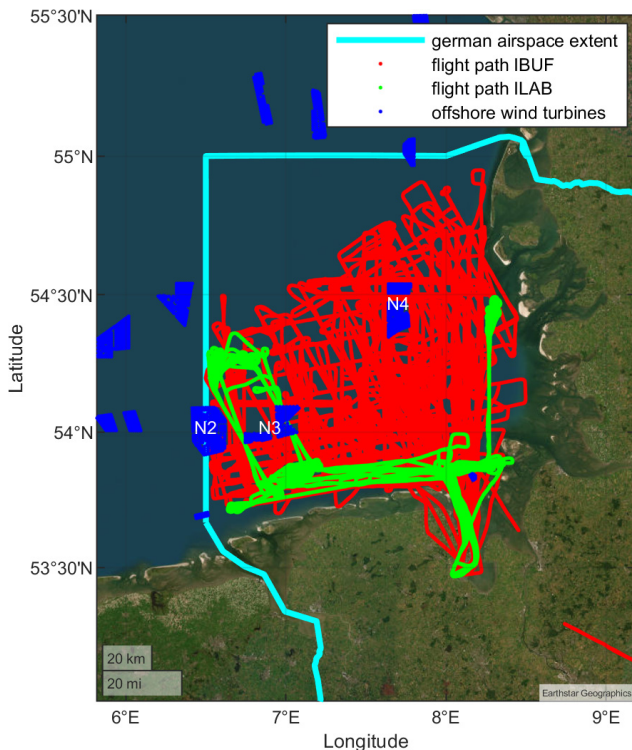 55°30'N
german airspace extent
flight path IBUF
flight path ILAB
offshore wind turbines
55°N
54°30'N
N4
Latitude
54°N
N2
N3
53°30'N
20 km
20 mi
Earthstar Geographics
6°E
7°E
8°E
9°E
Longitude